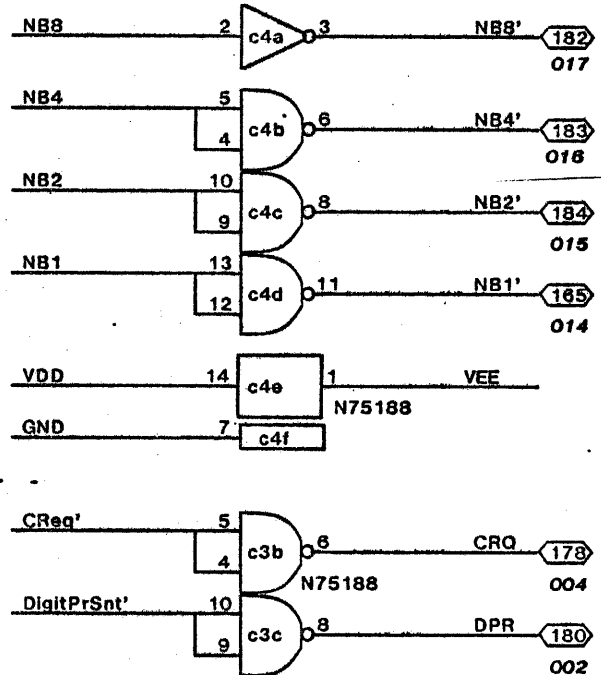 NB8 2 c4a 3 NB8' 182
017
NB4 5 4 c4b 6 NB4' 183
016
NB2 10 9 c4c 8 NB2' 184
015
NB1 13 12 c4d 11 NB1' 165
014
VDD 14 c4e 1 VEE
N75188
GND 7 c4f
CReq' 5 4 c3b 6 CRQ 178
N75188 004
DigitPrSnt' 10 9 c3c 8 DPR 180
002